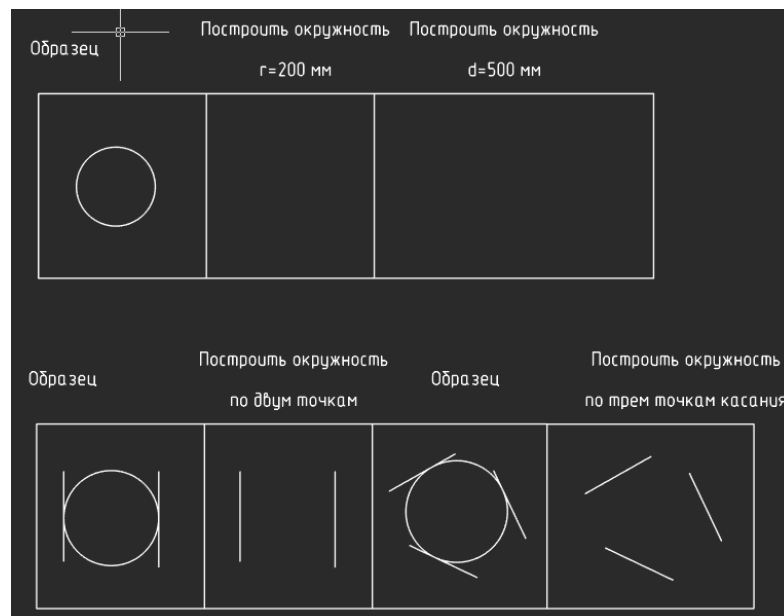 Образец
Построить окружность
r=200 мм
Построить окружность
d=500 мм
Образец
Построить окружность
по двум точкам
Образец
Построить окружность
по трем точкам касания